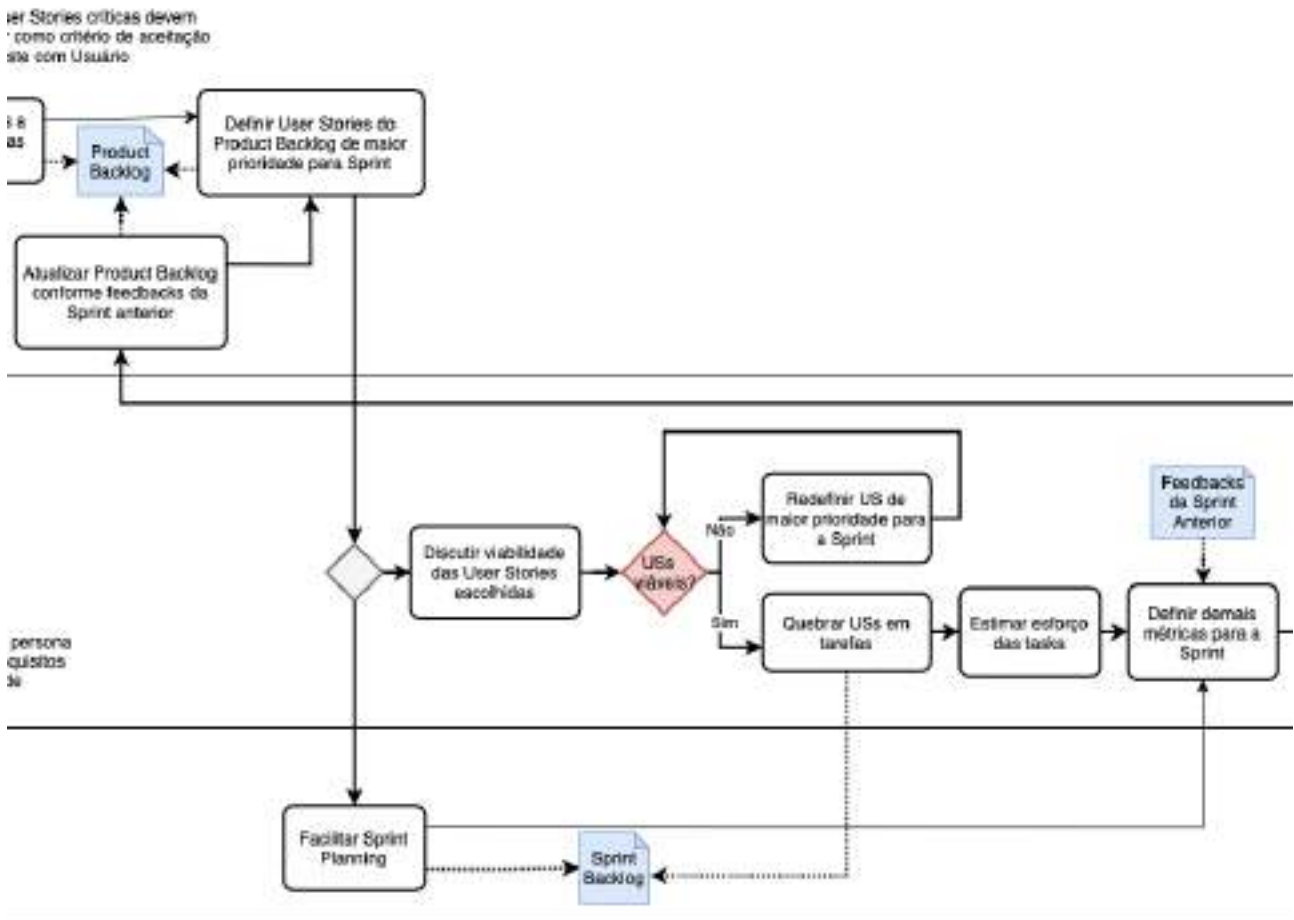 ser Stories críticas devem
como critério de aceitação
ste com Usuário
s e
as
Product
Backlog
Definir User Stories do
Product Backlog de maior
prioridade para Sprint
Atualizar Product Backlog
conforme feedbacks da
Sprint anterior
Discutir viabilidade
das User Stories
escolhidas
USs
viáveis?
Não
Redefinir US de
maior prioridade para
a Sprint
Sim
Quebrar USs em
tarefas
Estimar esforço
das tasks
Feedbacks
da Sprint
Anterior
Definir demais
métricas para a
Sprint
persona
quisitos
de
Facilitar Sprint
Planning
Sprint
Backlog